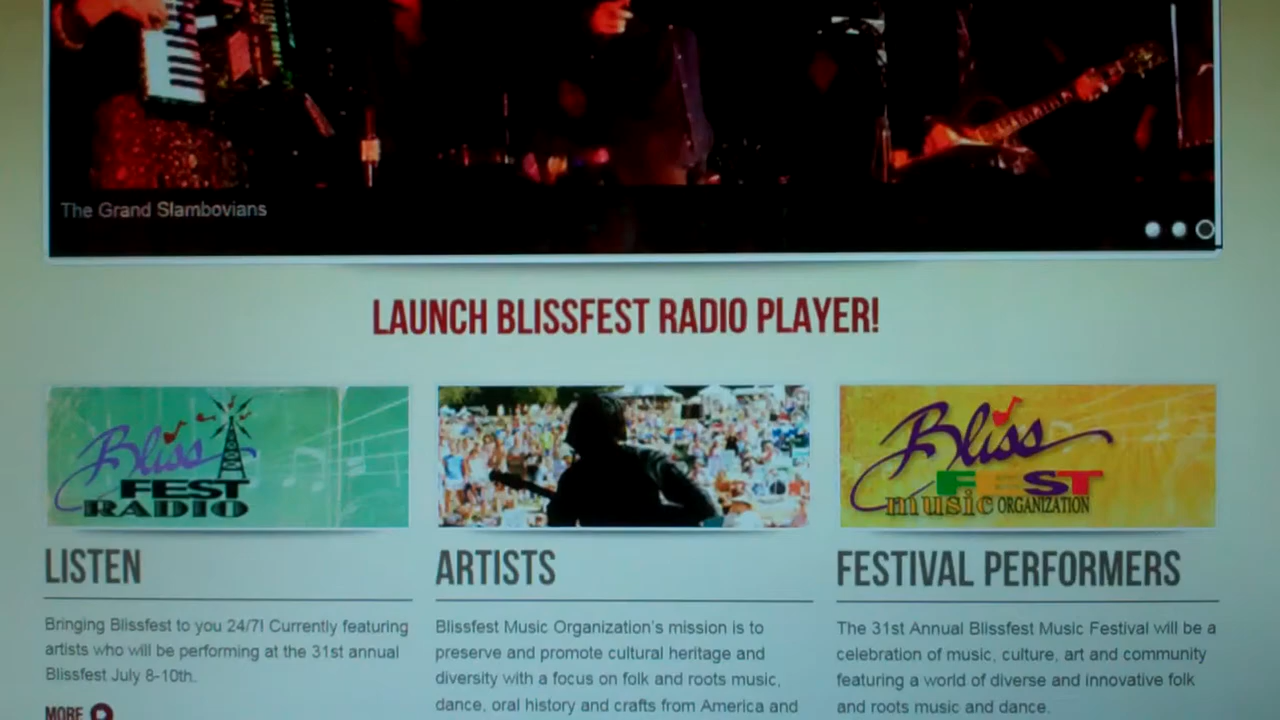 The Grand Slambovians
LAUNCH BLISSFEST RADIO PLAYER!
Bliss
FEST
RADIO
Bliss
FEST
music ORGANIZATION
LISTEN
Bringing Blissfest to you 24/7! Currently featuring
artists who will be performing at the 31st annual
Blissfest July 8-10th.
MORE
ARTISTS
Blissfest Music Organization's mission is to
preserve and promote cultural heritage and
diversity with a focus on folk and roots music,
dance, oral history and crafts from America and
FESTIVAL PERFORMERS
The 31st Annual Blissfest Music Festival will be a
celebration of music, culture, art and community
featuring a world of diverse and innovative folk
and roots music and dance.